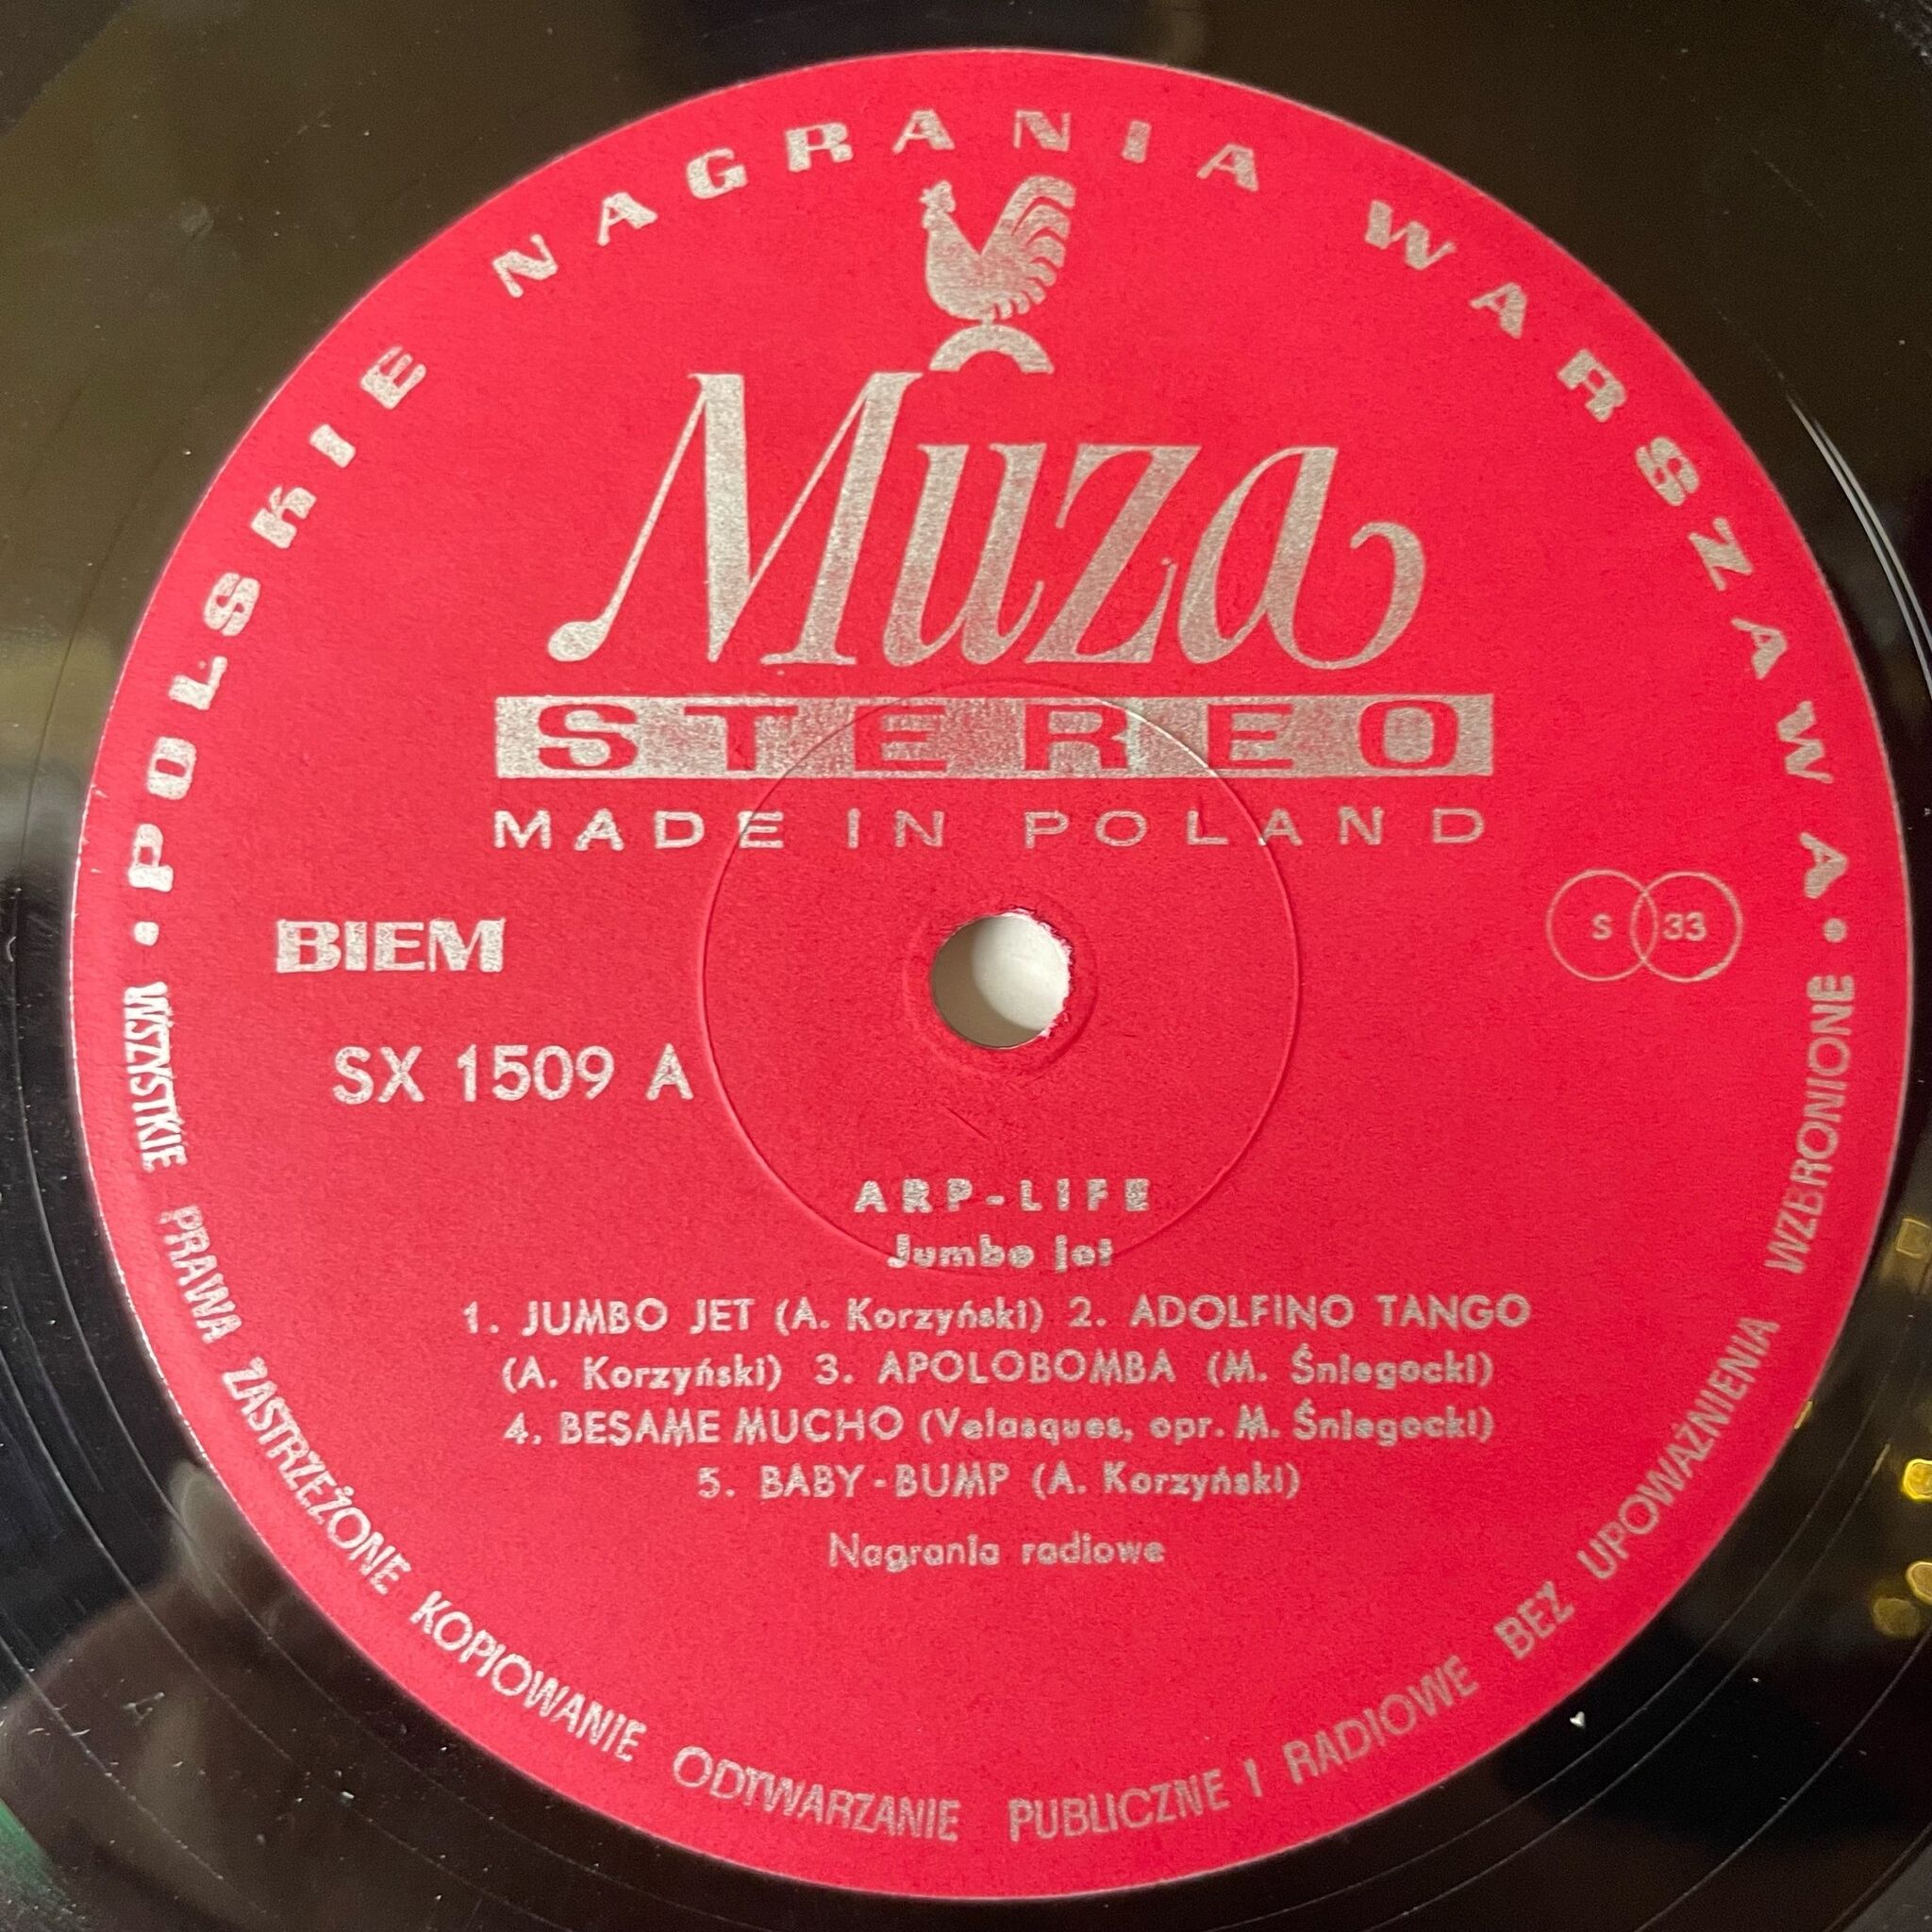 POLSKIE NAGRANIA WARSZAWA
Muza
STEREO
MADE IN POLAND
BIEM
S 33
SX 1509 A
ARP-LIFE
Jumbo jet
1. JUMBO JET (A. Korzyński) 2. ADOLFINO TANGO
(A. Korzyński) 3. APOLOBOMBA (M. Śniegocki)
4. BESAME MUCHO (Velasques, opr. M. Śniegocki)
5. BABY-BUMP (A. Korzyński)
Nagrania radiowe
• WSZYSTKIE PRAWA ZASTRZEŻONE KOPIOWANIE ODTWARZANIE PUBLICZNE I RADIOWE BEZ UPOWAŻNIENIA WZBRONIONE •